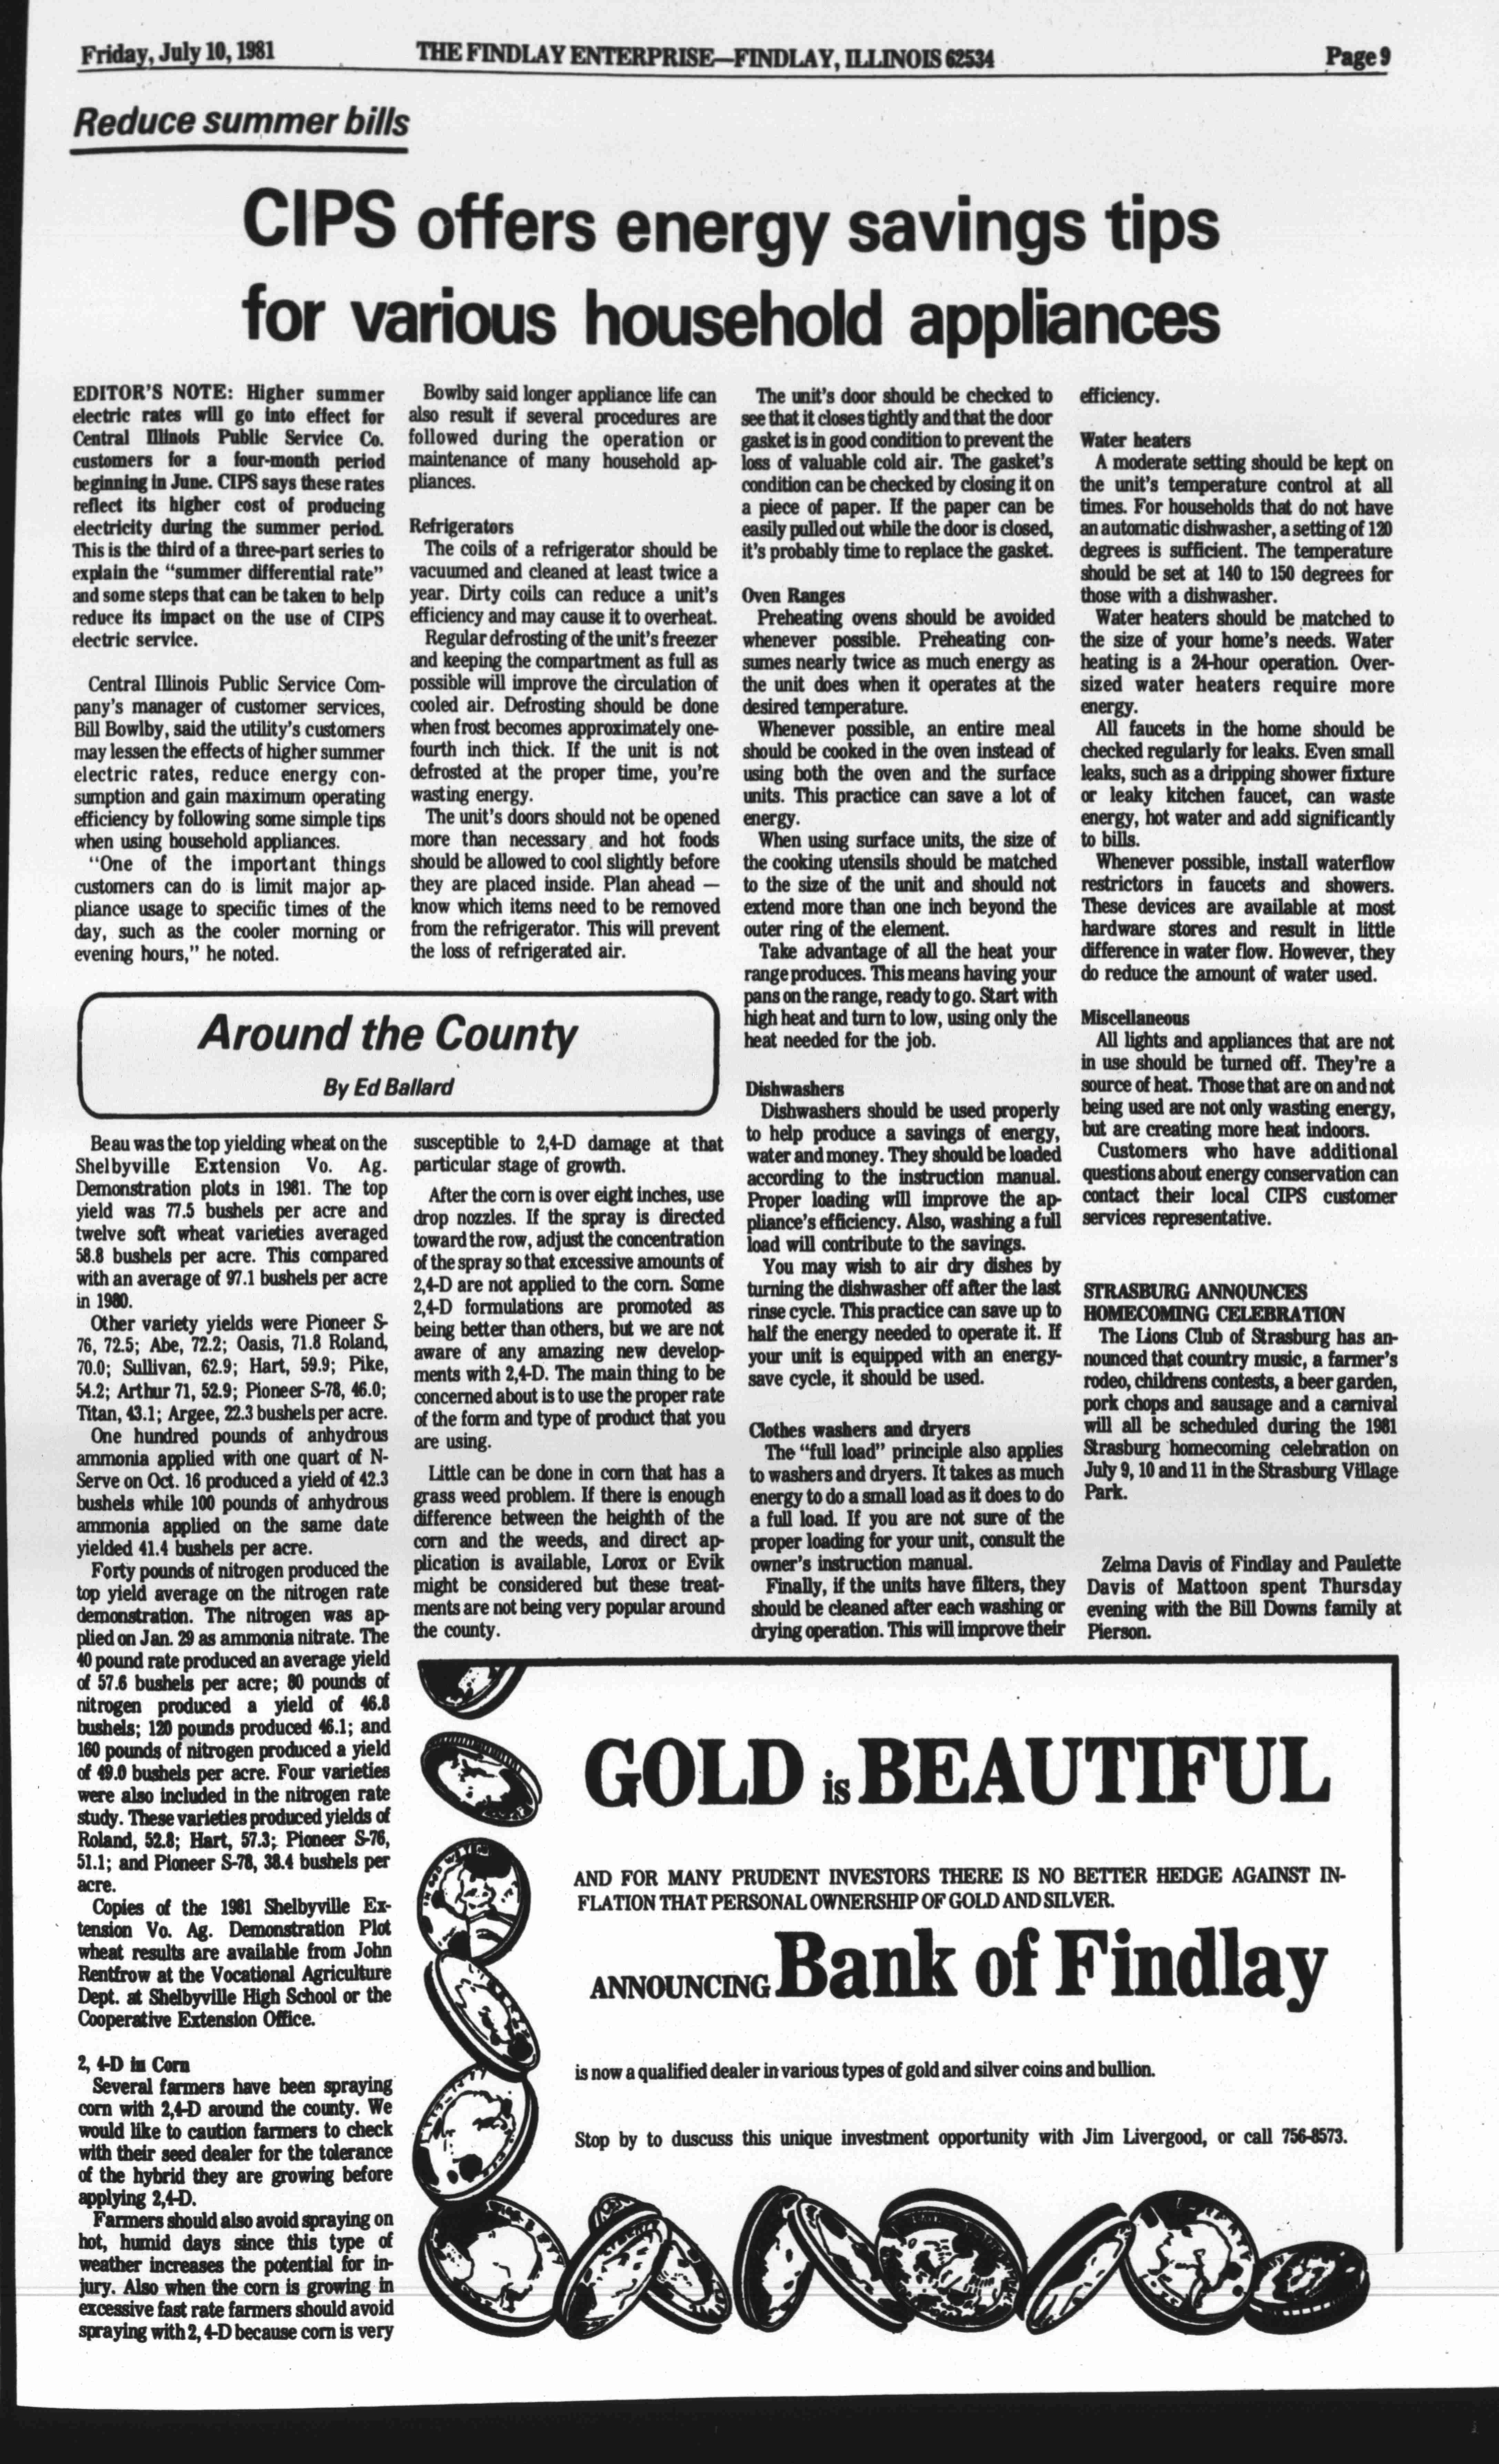 Friday, July 10, 1981
THE FINDLAY ENTERPRISE—FINDLAY, ILLINOIS 62534
Page 9
Reduce summer bills
CIPS offers energy savings tips
for various household appliances
EDITOR'S NOTE: Higher summer
electric rates will go into effect for
Central Illinois Public Service Co.
customers for a four-month period
beginning in June. CIPS says these rates
reflect its higher cost of producing
electricity during the summer period.
This is the third of a three-part series to
explain the "summer differential rate"
and some steps that can be taken to help
reduce its impact on the use of CIPS
electric service.
Central Illinois Public Service Com-
pany's manager of customer services,
Bill Bowlby, said the utility's customers
may lessen the effects of higher summer
electric rates, reduce energy con-
sumption and gain maximum operating
efficiency by following some simple tips
when using household appliances.
"One of the important things
customers can do is limit major ap-
pliance usage to specific times of the
day, such as the cooler morning or
evening hours," he noted.
Bowlby said longer appliance life can
also result if several procedures are
followed during the operation or
maintenance of many household ap-
pliances.
Refrigerators
The coils of a refrigerator should be
vacuumed and cleaned at least twice a
year. Dirty coils can reduce a unit's
efficiency and may cause it to overheat.
Regular defrosting of the unit's freezer
and keeping the compartment as full as
possible will improve the circulation of
cooled air. Defrosting should be done
when frost becomes approximately one-
fourth inch thick. If the unit is not
defrosted at the proper time, you're
wasting energy.
The unit's doors should not be opened
more than necessary and hot foods
should be allowed to cool slightly before
they are placed inside. Plan ahead —
know which items need to be removed
from the refrigerator. This will prevent
the loss of refrigerated air.
The unit's door should be checked to
see that it closes tightly and that the door
gasket is in good condition to prevent the
loss of valuable cold air. The gasket's
condition can be checked by closing it on
a piece of paper. If the paper can be
easily pulled out while the door is closed,
it's probably time to replace the gasket.
Oven Ranges
Preheating ovens should be avoided
whenever possible. Preheating con-
sumes nearly twice as much energy as
the unit does when it operates at the
desired temperature.
Whenever possible, an entire meal
should be cooked in the oven instead of
using both the oven and the surface
units. This practice can save a lot of
energy.
When using surface units, the size of
the cooking utensils should be matched
to the size of the unit and should not
extend more than one inch beyond the
outer ring of the element.
Take advantage of all the heat your
range produces. This means having your
pans on the range, ready to go. Start with
high heat and turn to low, using only the
heat needed for the job.
Dishwashers
Dishwashers should be used properly
to help produce a savings of energy,
water and money. They should be loaded
according to the instruction manual.
Proper loading will improve the ap-
pliance's efficiency. Also, washing a full
load will contribute to the savings.
You may wish to air dry dishes by
turning the dishwasher off after the last
rinse cycle. This practice can save up to
half the energy needed to operate it. If
your unit is equipped with an energy-
save cycle, it should be used.
Clothes washers and dryers
The "full load" principle also applies
to washers and dryers. It takes as much
energy to do a small load as it does to do
a full load. If you are not sure of the
proper loading for your unit, consult the
owner's instruction manual.
Finally, if the units have filters, they
should be cleaned after each washing or
drying operation. This will improve their
efficiency.
Water heaters
A moderate setting should be kept on
the unit's temperature control at all
times. For households that do not have
an automatic dishwasher, a setting of 120
degrees is sufficient. The temperature
should be set at 140 to 150 degrees for
those with a dishwasher.
Water heaters should be matched to
the size of your home's needs. Water
heating is a 24-hour operation. Over-
sized water heaters require more
energy.
All faucets in the home should be
checked regularly for leaks. Even small
leaks, such as a dripping shower fixture
or leaky kitchen faucet, can waste
energy, hot water and add significantly
to bills.
Whenever possible, install waterflow
restrictors in faucets and showers.
These devices are available at most
hardware stores and result in little
difference in water flow. However, they
do reduce the amount of water used.
Miscellaneous
All lights and appliances that are not
in use should be turned off. They're a
source of heat. Those that are on and not
being used are not only wasting energy,
but are creating more heat indoors.
Customers who have additional
questions about energy conservation can
contact their local CIPS customer
services representative.
Around the County
By Ed Ballard
Beau was the top yielding wheat on the
Shelbyville Extension Vo. Ag.
Demonstration plots in 1981. The top
yield was 77.5 bushels per acre and
twelve soft wheat varieties averaged
58.8 bushels per acre. This compared
with an average of 97.1 bushels per acre
in 1980.
Other variety yields were Pioneer S-
76, 72.5; Abe, 72.2; Oasis, 71.8 Roland,
70.0; Sullivan, 62.9; Hart, 59.9; Pike,
54.2; Arthur 71, 52.9; Pioneer S-78, 46.0;
Titan, 43.1; Argee, 22.3 bushels per acre.
One hundred pounds of anhydrous
ammonia applied with one quart of N-
Serve on Oct. 16 produced a yield of 42.3
bushels while 100 pounds of anhydrous
ammonia applied on the same date
yielded 41.4 bushels per acre.
Forty pounds of nitrogen produced the
top yield average on the nitrogen rate
demonstration. The nitrogen was ap-
plied on Jan. 29 as ammonia nitrate. The
40 pound rate produced an average yield
of 57.6 bushels per acre; 80 pounds of
nitrogen produced a yield of 46.8
bushels; 120 pounds produced 46.1; and
160 pounds of nitrogen produced a yield
of 49.0 bushels per acre. Four varieties
were also included in the nitrogen rate
study. These varieties produced yields of
Roland, 52.8; Hart, 57.3; Pioneer S-76,
51.1; and Pioneer S-78, 38.4 bushels per
acre.
Copies of the 1981 Shelbyville Ex-
tension Vo. Ag. Demonstration Plot
wheat results are available from John
Rentfrow at the Vocational Agriculture
Dept. at Shelbyville High School or the
Cooperative Extension Office.
2, 4-D in Corn
Several farmers have been spraying
corn with 2,4-D around the county. We
would like to caution farmers to check
with their seed dealer for the tolerance
of the hybrid they are growing before
applying 2,4-D.
Farmers should also avoid spraying on
hot, humid days since this type of
weather increases the potential for in-
jury. Also when the corn is growing in
excessive fast rate farmers should avoid
spraying with 2, 4-D because corn is very
susceptible to 2,4-D damage at that
particular stage of growth.
After the corn is over eight inches, use
drop nozzles. If the spray is directed
toward the row, adjust the concentration
of the spray so that excessive amounts of
2,4-D are not applied to the corn. Some
2,4-D formulations are promoted as
being better than others, but we are not
aware of any amazing new develop-
ments with 2,4-D. The main thing to be
concerned about is to use the proper rate
of the form and type of product that you
are using.
Little can be done in corn that has a
grass weed problem. If there is enough
difference between the heighth of the
corn and the weeds, and direct ap-
plication is available, Lorox or Evik
might be considered but these treat-
ments are not being very popular around
the county.
STRASBURG ANNOUNCES
HOMECOMING CELEBRATION
The Lions Club of Strasburg has an-
nounced that country music, a farmer's
rodeo, childrens contests, a beer garden,
pork chops and sausage and a carnival
will all be scheduled during the 1981
Strasburg homecoming celebration on
July 9, 10 and 11 in the Strasburg Village
Park.
Zelma Davis of Findlay and Paulette
Davis of Mattoon spent Thursday
evening with the Bill Downs family at
Pierson.
GOLD is BEAUTIFUL
AND FOR MANY PRUDENT INVESTORS THERE IS NO BETTER HEDGE AGAINST IN-
FLATION THAT PERSONAL OWNERSHIP OF GOLD AND SILVER.
ANNOUNCING Bank of Findlay
is now a qualified dealer in various types of gold and silver coins and bullion.
Stop by to duscuss this unique investment opportunity with Jim Livergood, or call 756-8573.